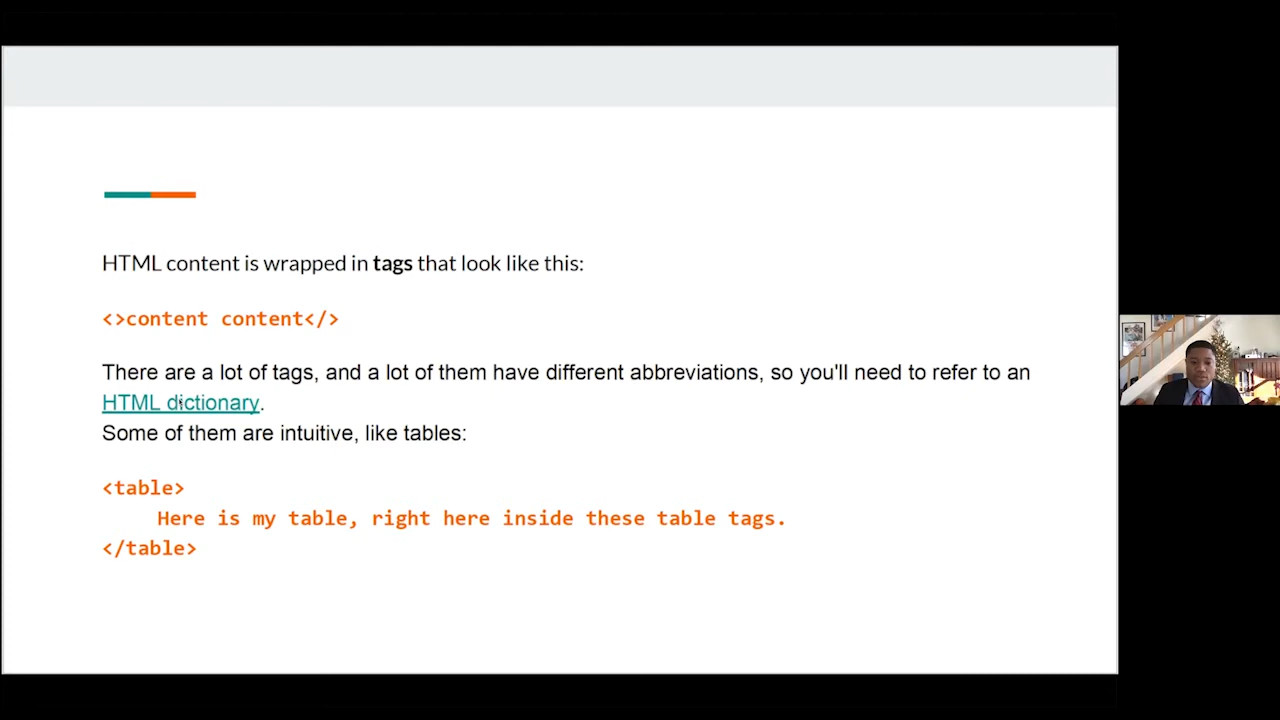 HTML content is wrapped in tags that look like this:
<>content content</>
There are a lot of tags, and a lot of them have different abbreviations, so you'll need to refer to an
HTML dictionary.
Some of them are intuitive, like tables:
<table>
Here is my table, right here inside these table tags.
</table>